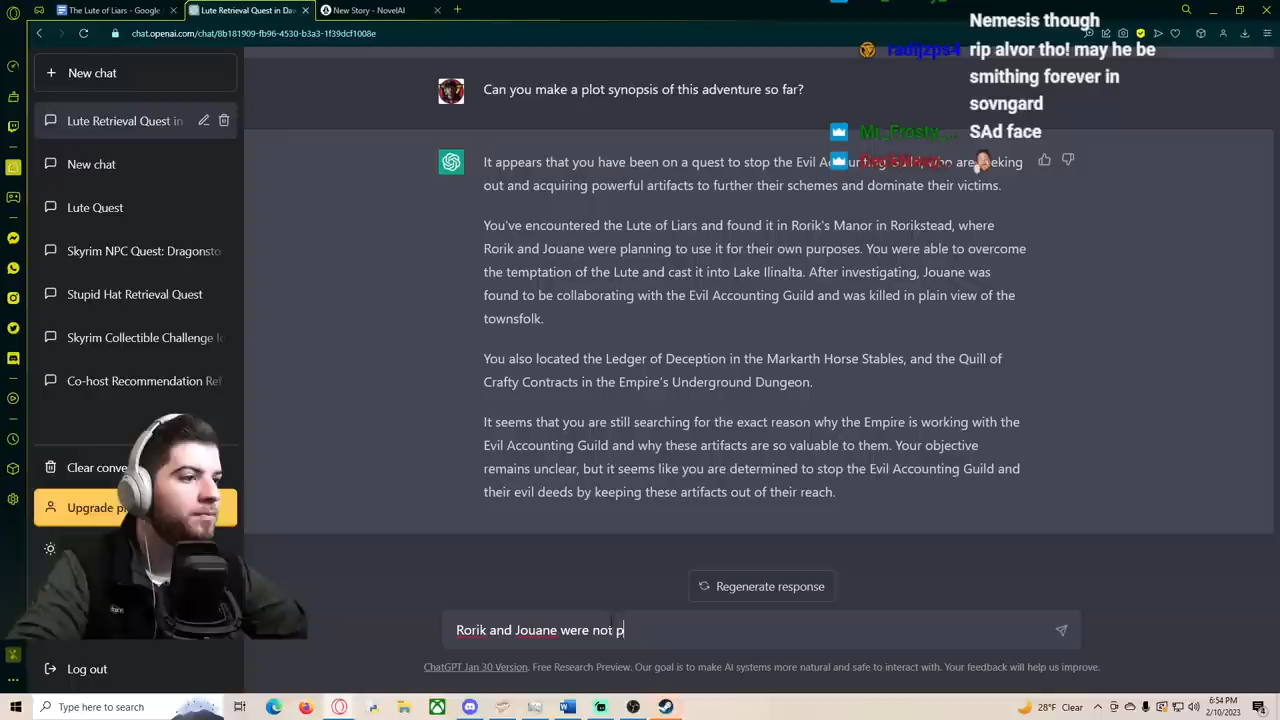 The Lute of Liars - Google
Lute Retrieval Quest in Da
New Story - NovelAI
chat.openai.com/chat/8b181909-fb96-4530-b3a3-1f39dcf1008e
Nemesis though
radijzps4 rip alvor tho! may he be
smithing forever in
sovngard
Mr_Frosty_... SAd face
New chat
Lute Retrieval Quest in
New chat
Lute Quest
Skyrim NPC Quest: Dragonsto
Stupid Hat Retrieval Quest
Skyrim Collectible Challenge
Co-host Recommendation Re
Clear conve
Upgrade
Log out
Can you make a plot synopsis of this adventure so far?
It appears that you have been on a quest to stop the Evil
out and acquiring powerful artifacts to further their schemes and dominate their victims.
You've encountered the Lute of Liars and found it in Rorik's Manor in Rorikstead, where
Rorik and Jouane were planning to use it for their own purposes. You were able to overcome
the temptation of the Lute and cast it into Lake Ilinalta. After investigating, Jouane was
found to be collaborating with the Evil Accounting Guild and was killed in plain view of the
townsfolk.
You also located the Ledger of Deception in the Markarth Horse Stables, and the Quill of
Crafty Contracts in the Empire's Underground Dungeon.
It seems that you are still searching for the exact reason why the Empire is working with the
Evil Accounting Guild and why these artifacts are so valuable to them. Your objective
remains unclear, but it seems like you are determined to stop the Evil Accounting Guild and
their evil deeds by keeping these artifacts out of their reach.
Regenerate response
Rorik and Jouane were not p
ChatGPT Jan 30 Version. Free Research Preview. Our goal is to make AI systems more natural and safe to interact with. Your feedback will help us improve.
Type here to search
28°F Clear
6:54 PM
2/10/2023